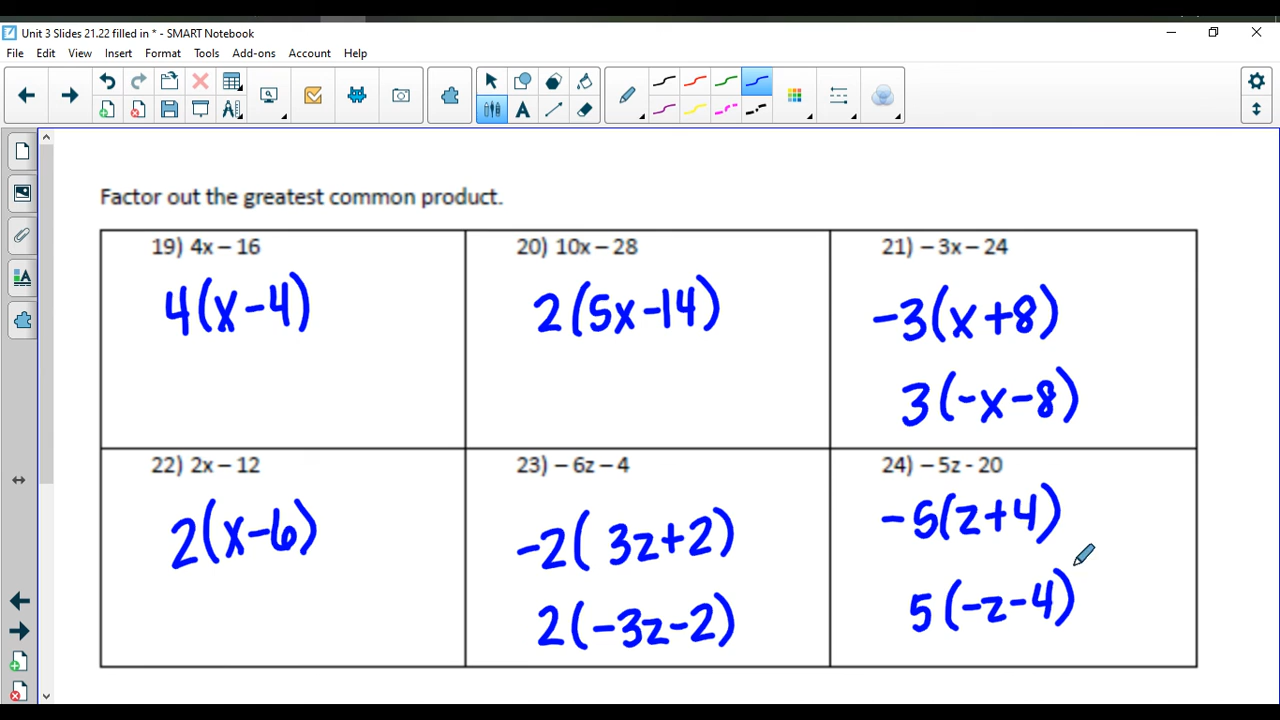 Unit 3 Slides 21.22 filled in * - SMART Notebook
File Edit View Insert Format Tools Add-ons Account Help
Factor out the greatest common product.
19) 4x – 16
4(x-4)
20) 10x – 28
2(5x-14)
21) – 3x – 24
-3(x+8)
3(-x-8)
22) 2x – 12
2(x-6)
23) – 6z – 4
-2( 3z+2)
2(-3z-2)
24) – 5z - 20
-5(z+4)
5(-z-4)